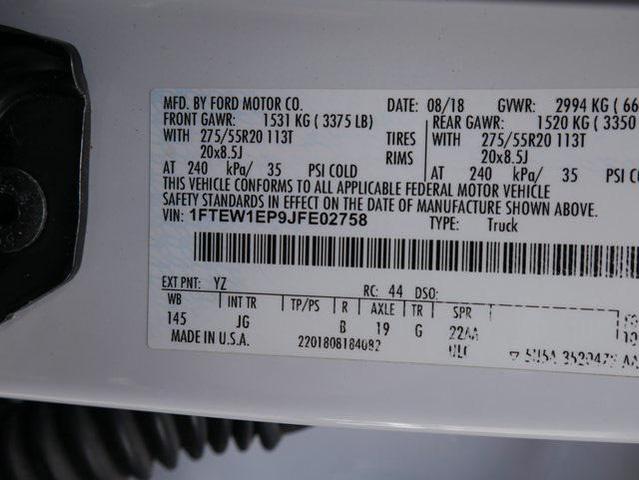 MFD. BY FORD MOTOR CO. DATE: 08/18 GVWR: 2994 KG ( 66
FRONT GAWR: 1531 KG ( 3375 LB) REAR GAWR: 1520 KG ( 3350
WITH 275/55R20 113T TIRES WITH 275/55R20 113T
20x8.5J RIMS 20x8.5J
AT 240 kPa/ 35 PSI COLD AT 240 kPa/ 35 PSI C
THIS VEHICLE CONFORMS TO ALL APPLICABLE FEDERAL MOTOR VEHICLE
SAFETY STANDARDS IN EFFECT ON THE DATE OF MANUFACTURE SHOWN ABOVE.
VIN: 1FTEW1EP9JFE02758 TYPE: Truck
EXT PNT: YZ RC: 44 DSO:
WB INT TR TP/PS R AXLE TR SPR
145 JG B 19 G 22AA
MADE IN U.S.A. 2201808184082